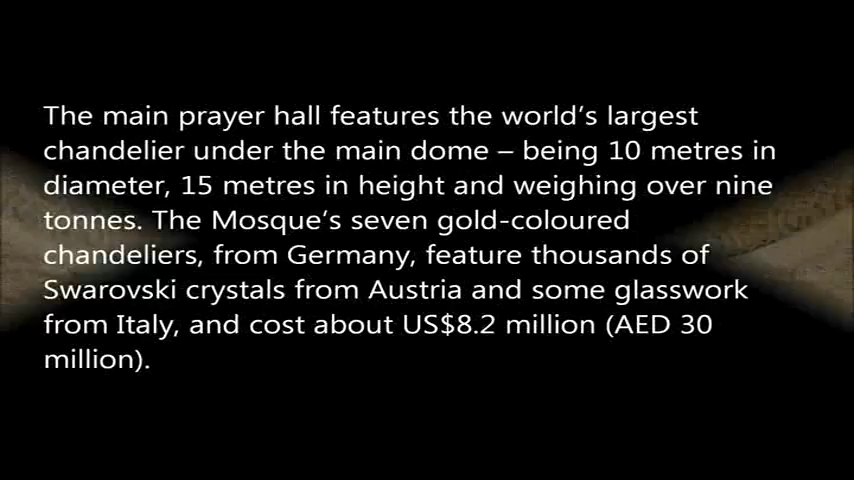 The main prayer hall features the world’s largest
chandelier under the main dome – being 10 metres in
diameter, 15 metres in height and weighing over nine
tonnes. The Mosque‘s seven gold-coloured
chandeliers, from Germany, feature thousands of
Swarovski crystals from Austria and some glasswork
from Italy, and cost about US$8.2 million (AED 30
million).